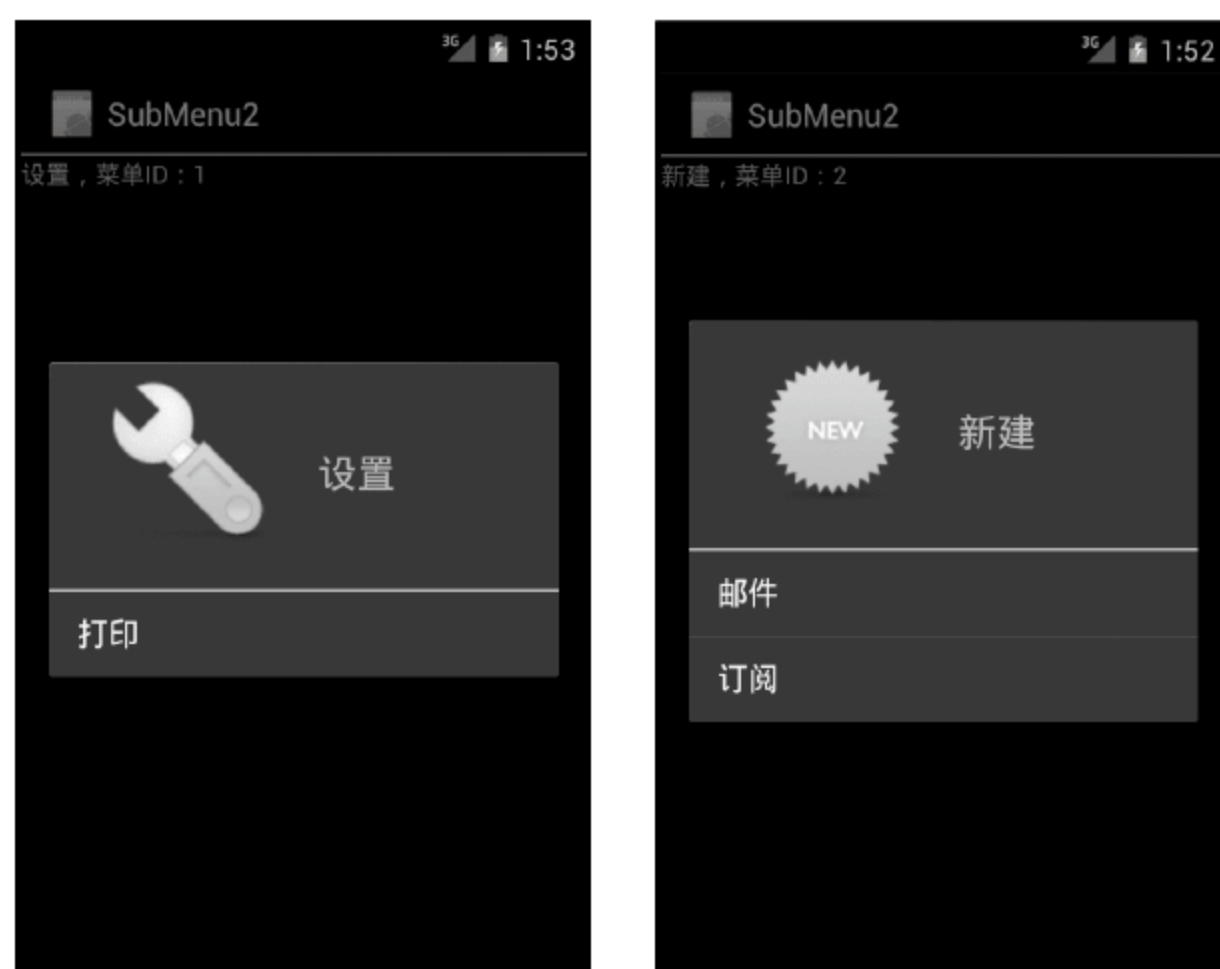 3G 1:53
SubMenu2
设置，菜单ID：1
设置
打印
3G 1:52
SubMenu2
新建，菜单ID：2
NEW
新建
邮件
订阅